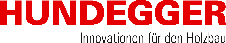 HUNDEGGER
Innovationen für den Holzbau